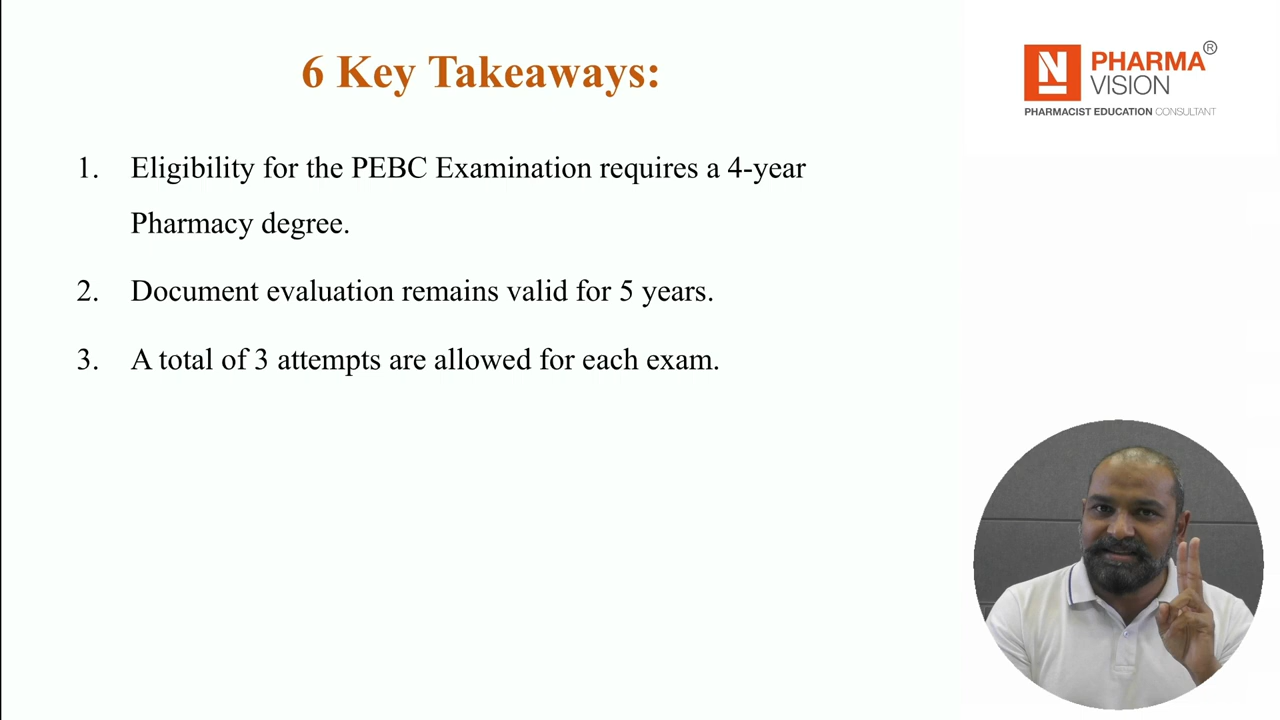 6 Key Takeaways:
N PHARMA®
VISION
PHARMACIST EDUCATION CONSULTANT
1. Eligibility for the PEBC Examination requires a 4-year
Pharmacy degree.
2. Document evaluation remains valid for 5 years.
3. A total of 3 attempts are allowed for each exam.